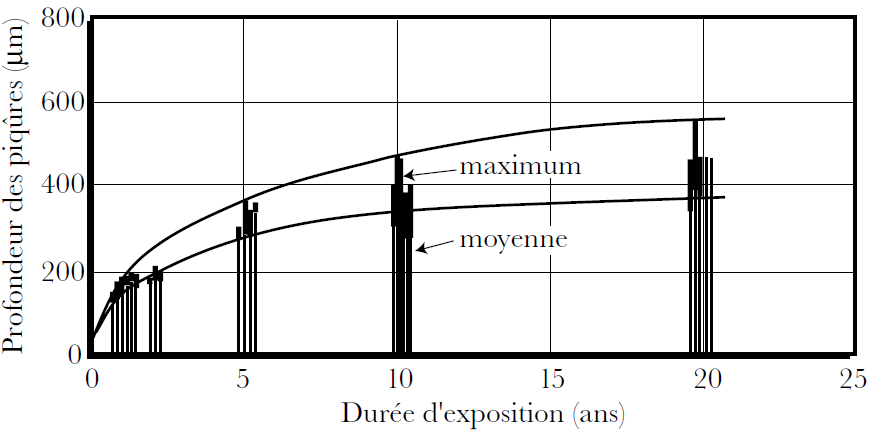 Profondeur des piqûres (µm)
800
600
400
200
0
maximum
moyenne
0 5 10 15 20 25
Durée d'exposition (ans)